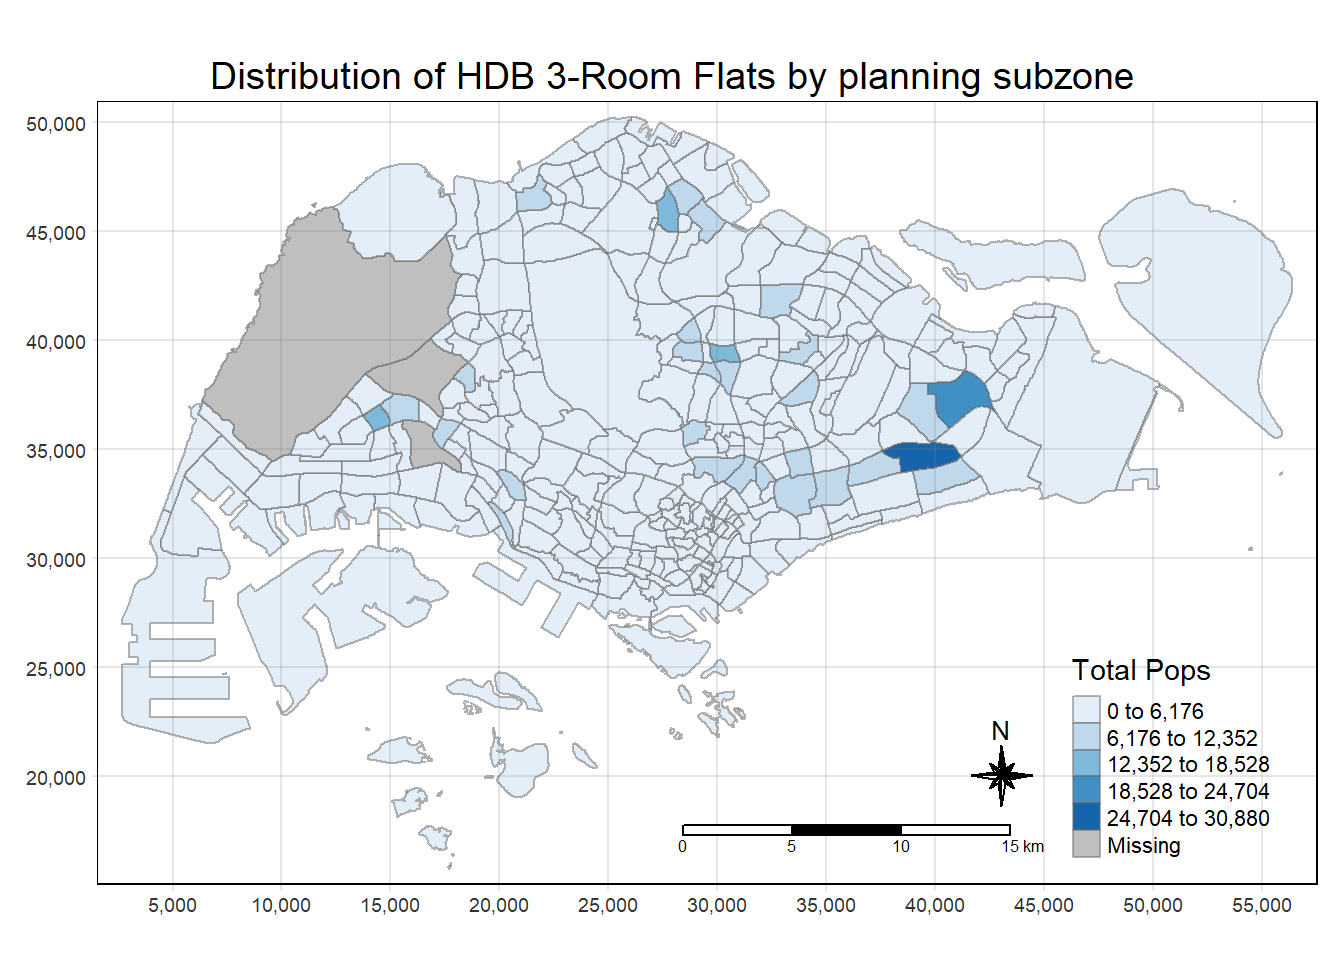 Distribution of HDB 3-Room Flats by planning subzone
50,000
45,000
40,000
35,000
30,000
25,000
20,000
Total Pops
0 to 6,176
6,176 to 12,352
12,352 to 18,528
18,528 to 24,704
24,704 to 30,880
Missing
N
0 5 10 15 km
5,000 10,000 15,000 20,000 25,000 30,000 35,000 40,000 45,000 50,000 55,000